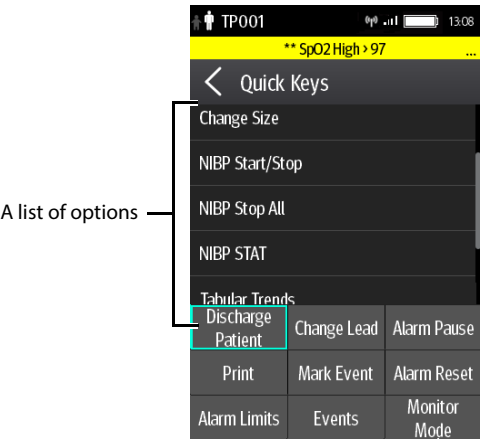 TP001 13:08
** SpO2 High > 97 ...
Quick Keys
Change Size
NIBP Start/Stop
A list of options
NIBP Stop All
NIBP STAT
Tabular Trends
Discharge
Patient
Change Lead
Alarm Pause
Print
Mark Event
Alarm Reset
Alarm Limits
Events
Monitor
Mode